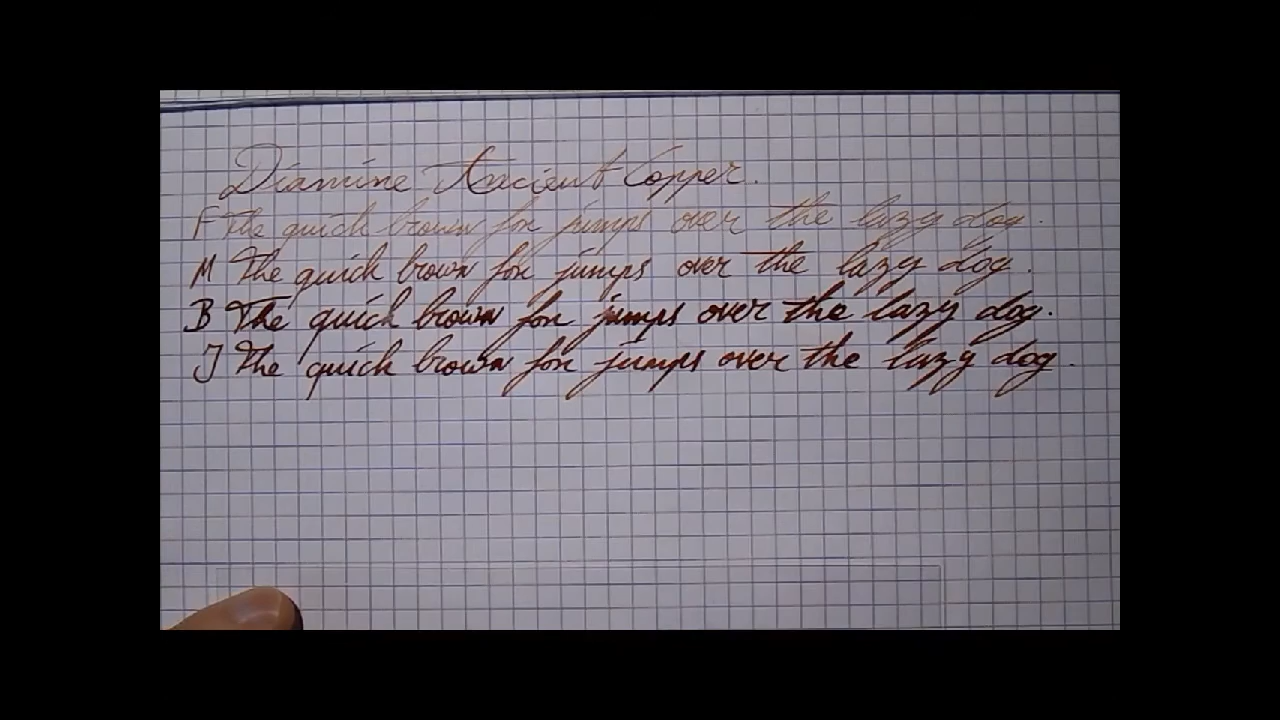 Diamine Ancient Copper.
F The quick brown fox jumps over the lazy dog.
M The quick brown fox jumps over the lazy dog.
B The quick brown fox jumps over the lazy dog.
J The quick brown fox jumps over the lazy dog.